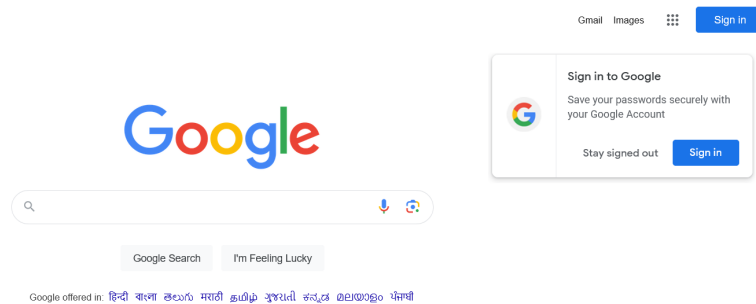 Gmail Images Sign in
Sign in to Google
Save your passwords securely with
your Google Account
Stay signed out Sign in
Google
Google Search I'm Feeling Lucky
Google offered in: हिन्दी বাংলা తెలుగు मराठी தமிழ் ગુજરાતી ಕನ್ನಡ മലയാളം ਪੰਜਾਬੀ